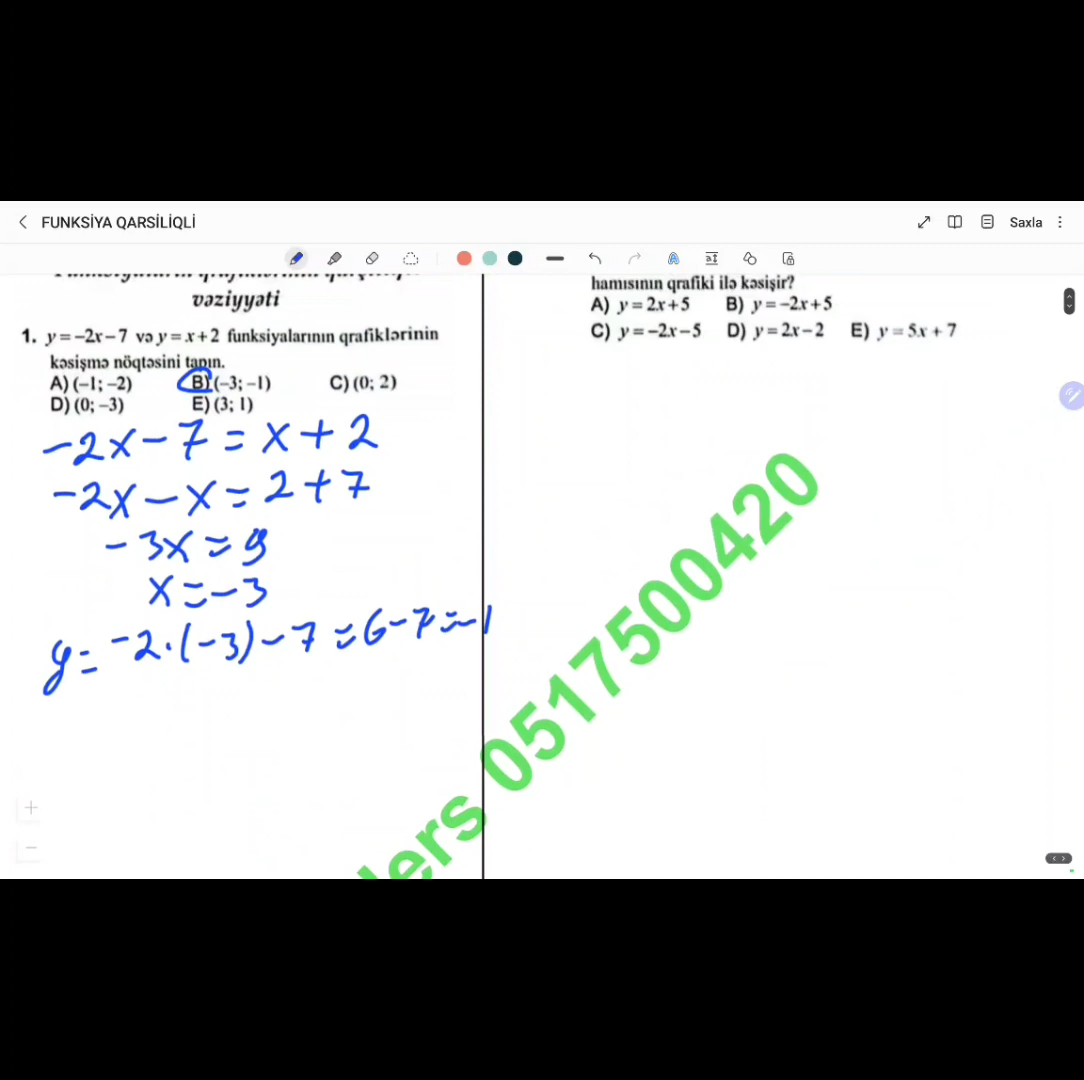 FUNKSİYA QARSİLİQLİ
Saxla
vəziyyəti
1. y=-2x-7 və y=x+2 funksiyalarının qrafiklərinin
kəsişmə nöqtəsini tapın.
A) (-1; -2) B) (-3; -1) C) (0; 2)
D) (0; -3) E) (3; 1)
-2x-7=x+2
-2x-x=2+7
-3x=9
x=-3
y=-2·(-3)-7=6-7=-1
hamısının qrafiki ilə kəsişir?
A) y=2x+5 B) y=-2x+5
C) y=-2x-5 D) y=2x-2 E) y=5x+7
ders 0517500420